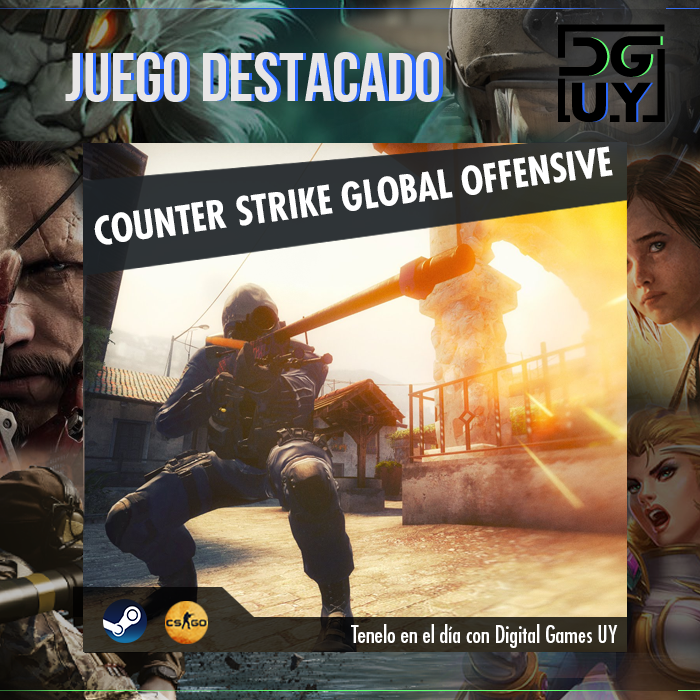 JUEGO DESTACADO
DG
U.Y
COUNTER STRIKE GLOBAL OFFENSIVE
CS GO
Tenelo en el día con Digital Games UY